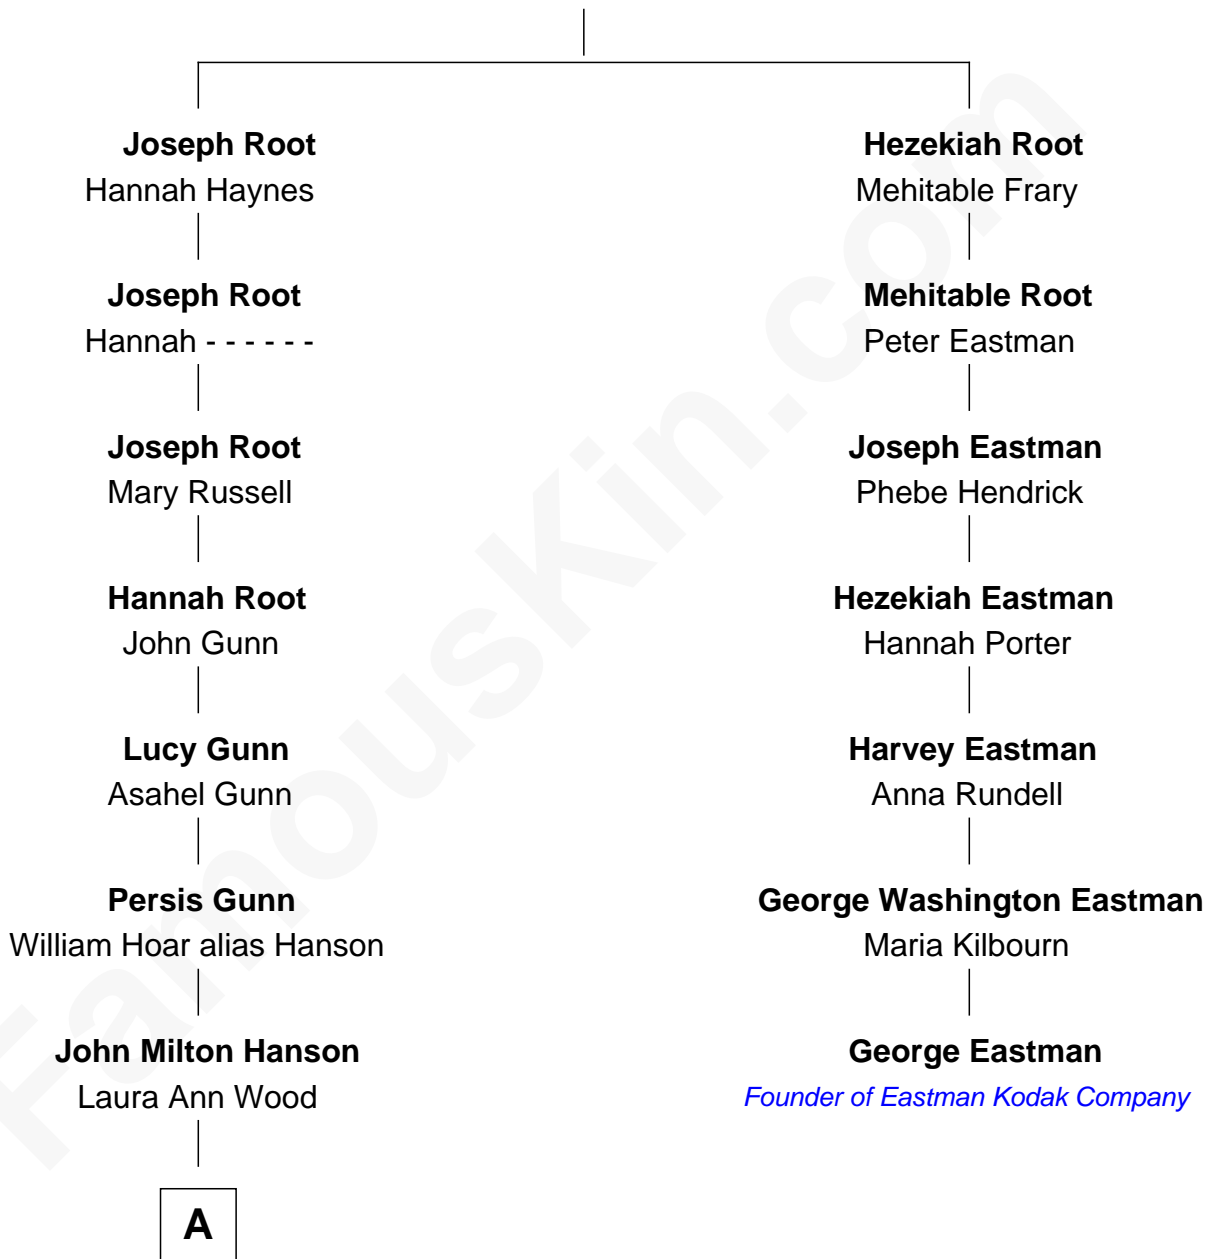 Joseph Root
Hannah Haynes
Joseph Root
Hannah - - - - - -
Joseph Root
Mary Russell
Hannah Root
John Gunn
Lucy Gunn
Asahel Gunn
Persis Gunn
William Hoar alias Hanson
John Milton Hanson
Laura Ann Wood
A
Hezekiah Root
Mehitable Frary
Mehitable Root
Peter Eastman
Joseph Eastman
Phebe Hendrick
Hezekiah Eastman
Hannah Porter
Harvey Eastman
Anna Rundell
George Washington Eastman
Maria Kilbourn
George Eastman
Founder of Eastman Kodak Company
FamousKin.com